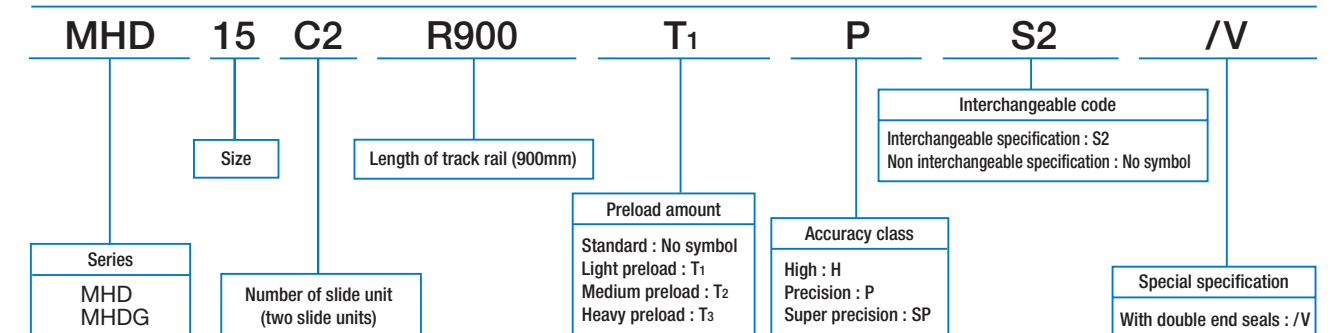 MHD 15 C2 R900 T1 P S2 /V
Interchangeable code
Interchangeable specification : S2
Non interchangeable specification : No symbol
Size
Length of track rail (900mm)
Preload amount
Standard : No symbol
Light preload : T1
Medium preload : T2
Heavy preload : T3
Accuracy class
High : H
Precision : P
Super precision : SP
Series
MHD
MHDG
Number of slide unit
(two slide units)
Special specification
With double end seals : /V